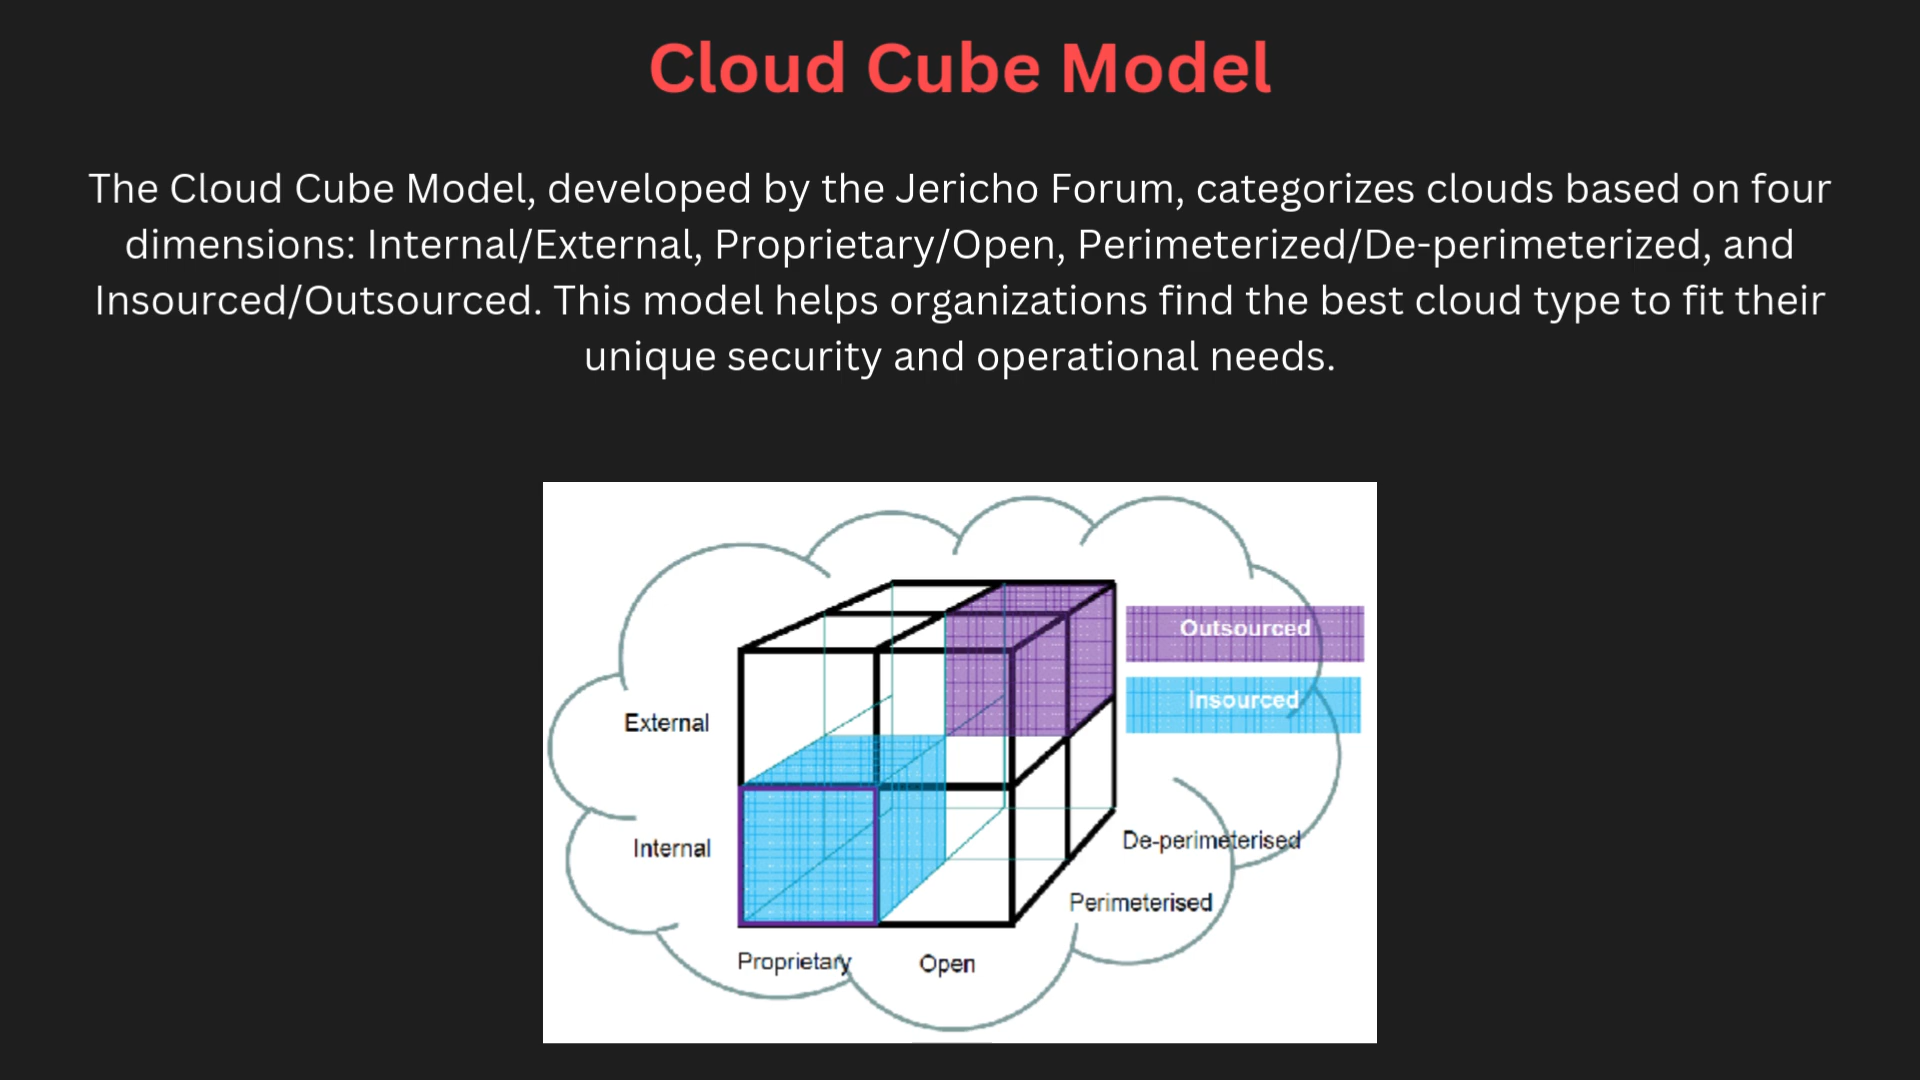 Cloud Cube Model
The Cloud Cube Model, developed by the Jericho Forum, categorizes clouds based on four
dimensions: Internal/External, Proprietary/Open, Perimeterized/De-perimeterized, and
Insourced/Outsourced. This model helps organizations find the best cloud type to fit their
unique security and operational needs.
Outsourced
Insourced
External
Internal
De-perimeterised
Perimeterised
Proprietary
Open